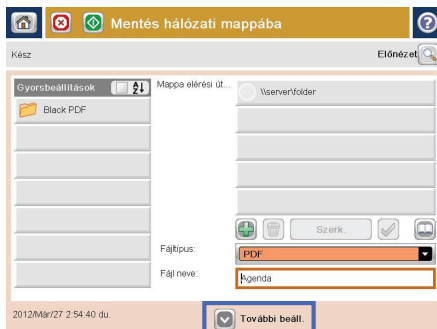 Mentés hálózati mappába
Kész
Előnézet
Gyorsbeállítások
Mappa elérési út...
\\server\folder
Black PDF
Szerk.
Fájltípus:
PDF
Fájl neve:
Agenda
2012/Már/27 2:54:40 du.
További beáll.